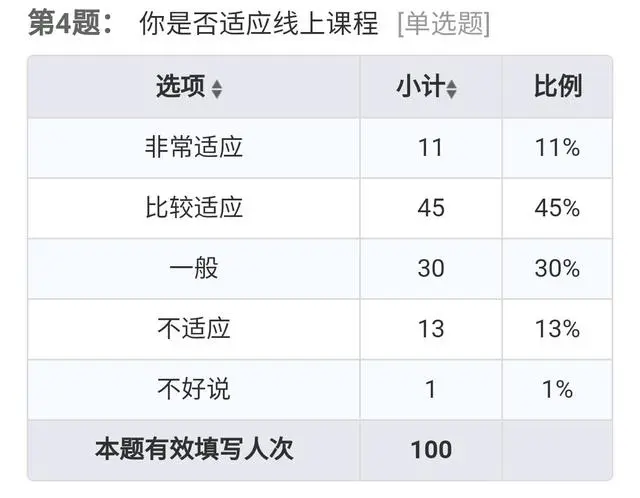 第4题： 你是否适应线上课程 [单选题]
选项 小计 比例
非常适应 11 11%
比较适应 45 45%
一般 30 30%
不适应 13 13%
不好说 1 1%
本题有效填写人次 100